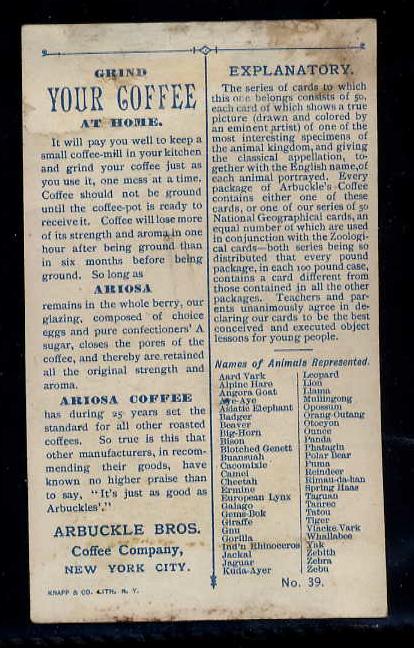 GRIND
YOUR COFFEE
AT HOME.
It will pay you well to keep a
small coffee-mill in your kitchen
and grind your coffee just as
you use it, one mess at a time.
Coffee should not be ground
until the coffee-pot is ready to
receive it. Coffee will lose more
of its strength and aroma in one
hour after being ground than
in six months before being
ground. So long as
ARIOSA
remains in the whole berry, our
glazing, composed of choice
eggs and pure confectioners' A
sugar, closes the pores of the
coffee, and thereby are retained
all the original strength and
aroma.
ARIOSA COFFEE
has during 25 years set the
standard for all other roasted
coffees. So true is this that
other manufacturers, in recom-
mending their goods, have
known no higher praise than
to say, "It's just as good as
Arbuckles'."
ARBUCKLE BROS.
Coffee Company,
NEW YORK CITY.
KNAPP & CO. LITH. N. Y.
EXPLANATORY.
The series of cards to which
this one belongs consists of 50,
each card of which shows a true
picture (drawn and colored by
an eminent artist) of one of the
most interesting specimens of
the animal kingdom, and giving
the classical appellation, to-
gether with the English name, of
each animal portrayed. Every
package of Arbuckle's Coffee
contains either one of these
cards, or one of our series of 50
National Geographical cards, an
equal number of which are used
in conjunction with the Zoologi-
cal cards—both series being so
distributed that every pound
package, in each 100 pound case,
contains a card different from
those contained in all the other
packages. Teachers and par-
ents unanimously agree in de-
claring our cards to be the best
conceived and executed object
lessons for young people.
Names of Animals Represented.
Aard Vark
Alpine Hare
Angora Goat
Aye-Aye
Asiatic Elephant
Badger
Beaver
Big-Horn
Bison
Blotched Genett
Buansuah
Cacomixle
Camel
Cheetah
Ermine
European Lynx
Galago
Gems-Bok
Giraffe
Gnu
Gorilla
Ind'n Rhinoceros
Jackal
Jaguar
Kuda-Ayer
Leopard
Lion
Llama
Mullingong
Opossum
Orang-Outang
Otocyon
Ounce
Panda
Phatagin
Polar Bear
Puma
Reindeer
Rimau-da-han
Spring Haas
Taguan
Tanrec
Taton
Tiger
Viacke Vark
Whallabee
Yak
Zebith
Zebra
Zebu
No. 39.